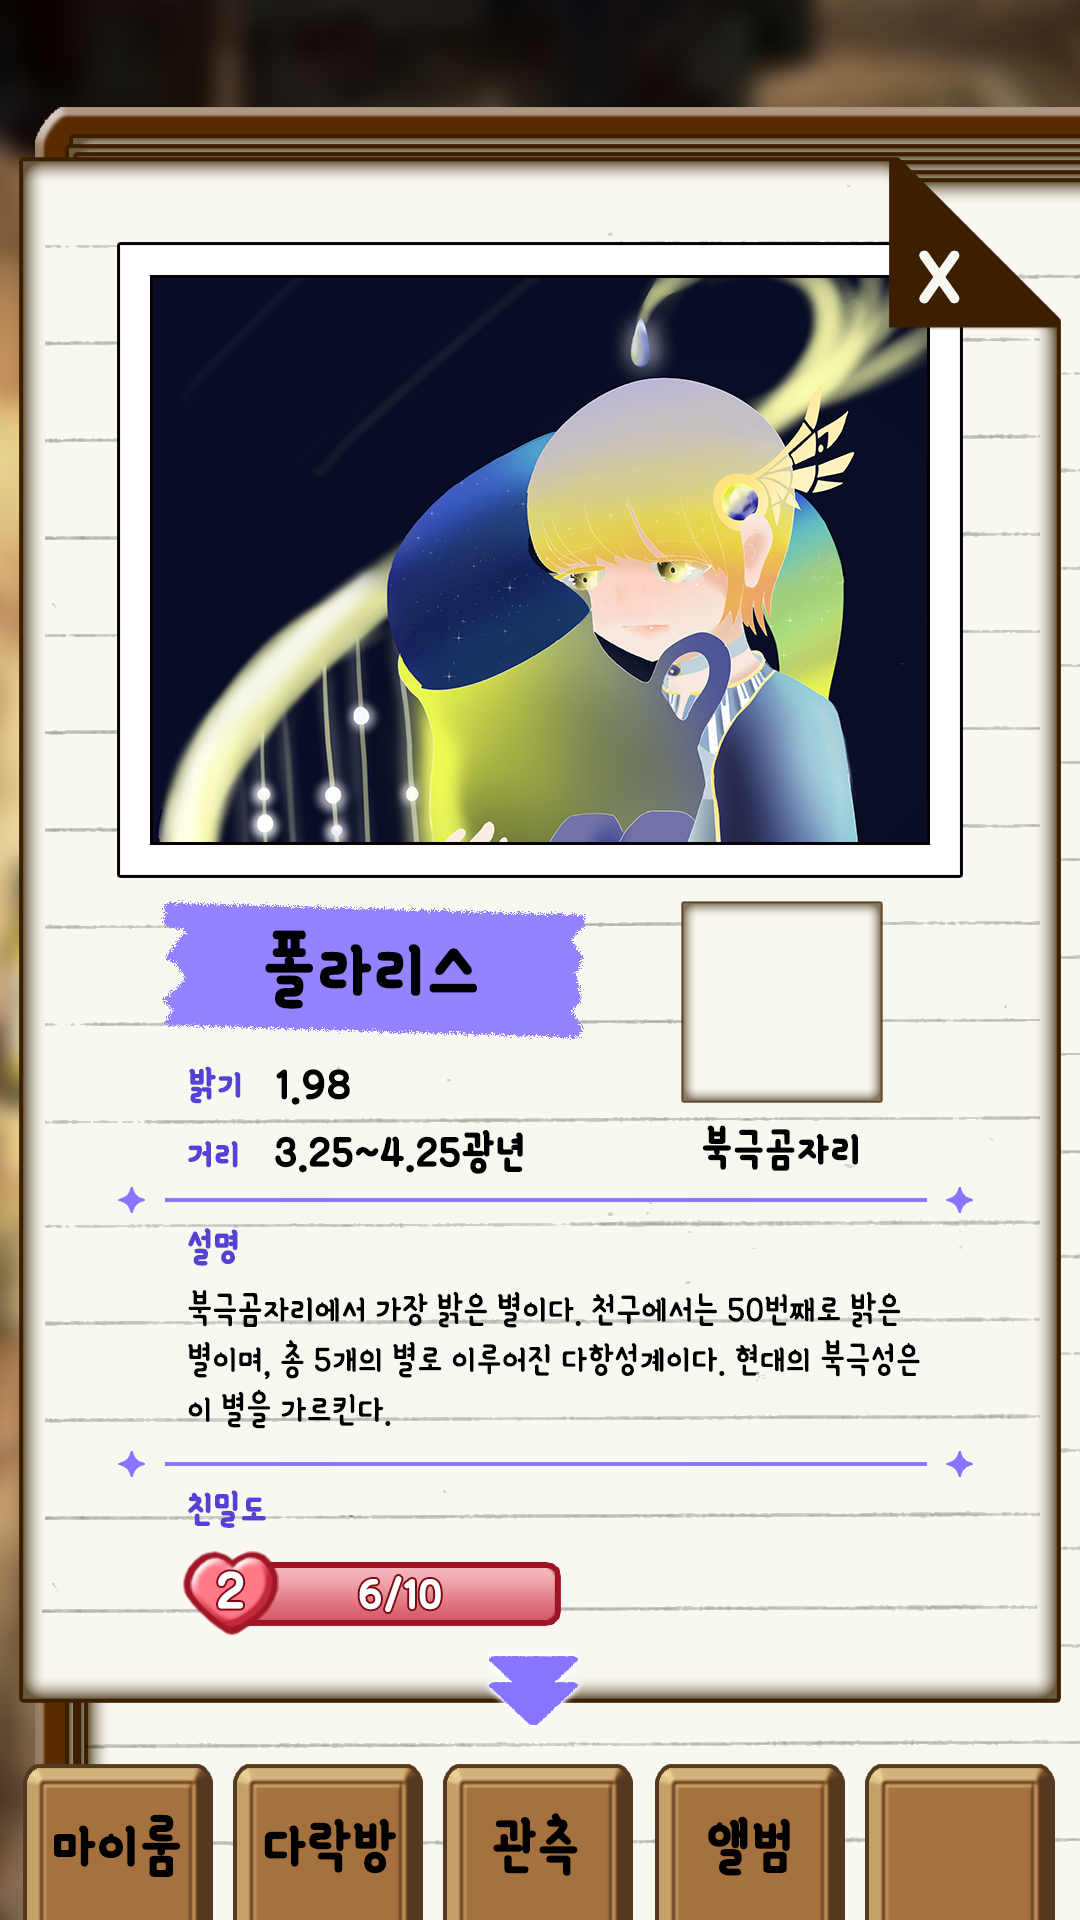 X
폴라리스
밝기 1.98
거리 3.25~4.25광년
북극곰자리
설명
북극곰자리에서 가장 밝은 별이다. 천구에서는 50번째로 밝은
별이며, 총 5개의 별로 이루어진 다항성계이다. 현대의 북극성은
이 별을 가르킨다.
친밀도
2 6/10
마이룸 다락방 관측 앨범